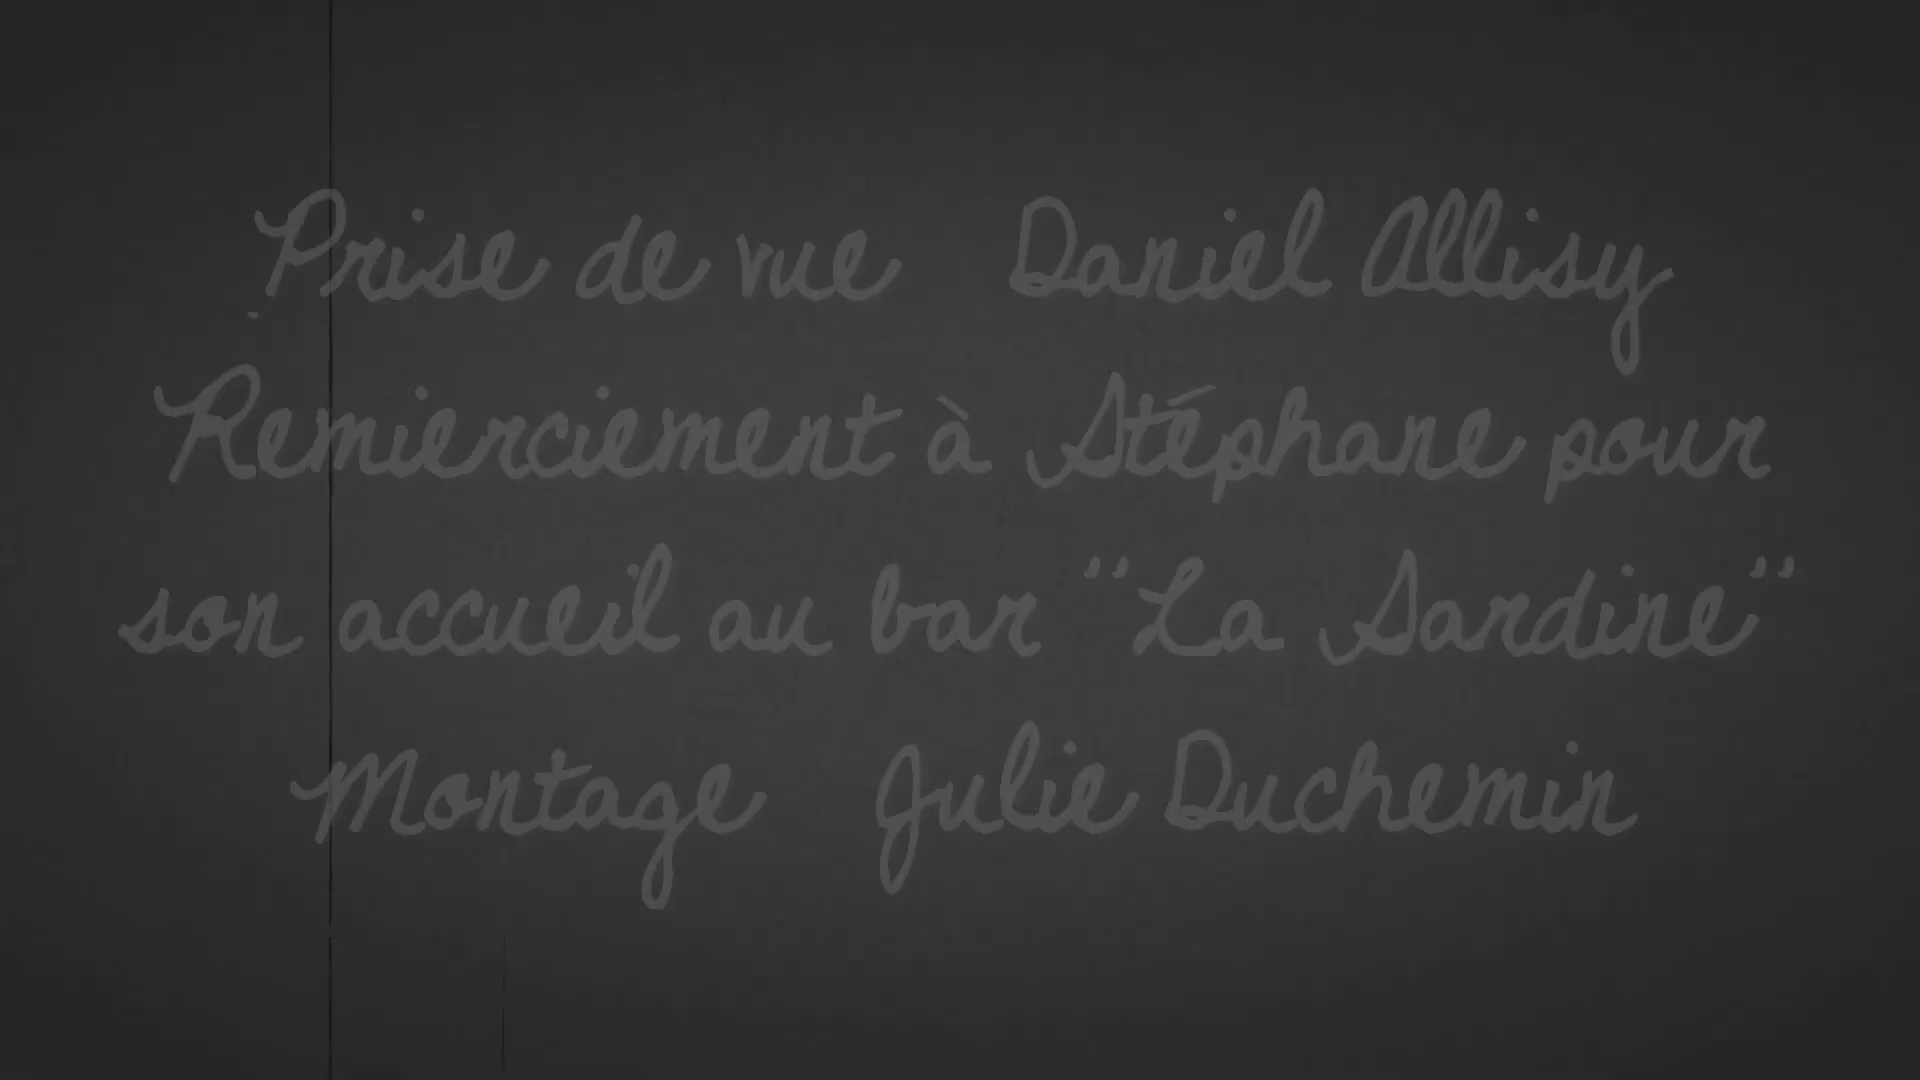 Prise de vue Daniel Allisy
Remierciement à Stéphane pour
son accueil au bar "La Sardine"
Montage Julie Duchemin